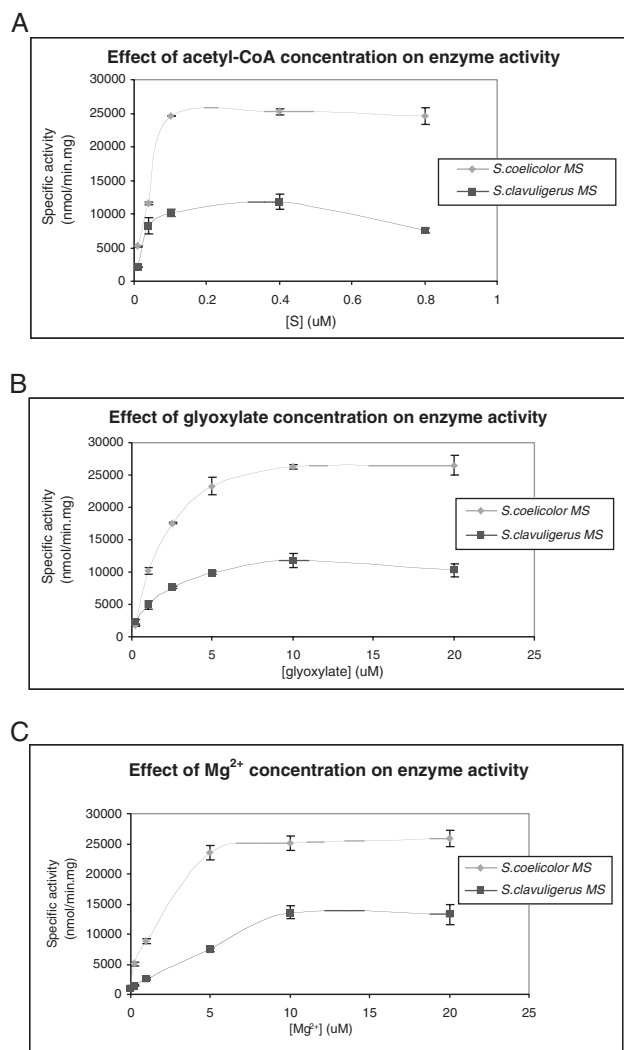 A
Effect of acetyl-CoA concentration on enzyme activity
Specific activity
(nmol/min.mg)
30000
25000
20000
15000
10000
5000
0
0 0.2 0.4 0.6 0.8 1
[S] (uM)
S.coelicolor MS
S.clavuligerus MS
B
Effect of glyoxylate concentration on enzyme activity
Specific activity
(nmol/min.mg)
30000
25000
20000
15000
10000
5000
0
0 5 10 15 20 25
[glyoxylate] (uM)
S.coelicolor MS
S.clavuligerus MS
C
Effect of Mg²⁺ concentration on enzyme activity
Specific activity
(nmol/min.mg)
30000
25000
20000
15000
10000
5000
0
0 5 10 15 20 25
[Mg²⁺] (uM)
S.coelicolor MS
S.clavuligerus MS